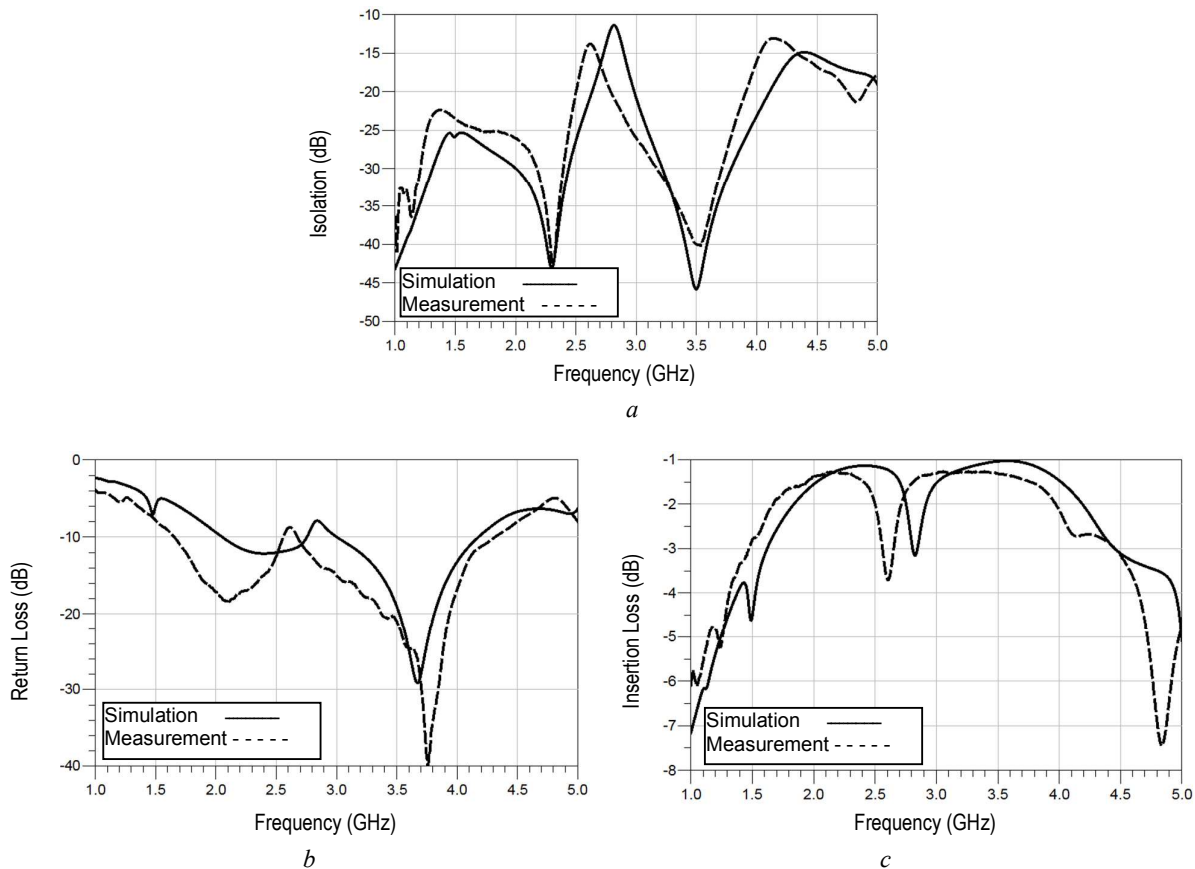 -10
-15
-20
-25
-30
-35
-40
-45
-50
Isolation (dB)
Simulation
Measurement
1.0 1.5 2.0 2.5 3.0 3.5 4.0 4.5 5.0
Frequency (GHz)
a
0
-10
-20
-30
-40
Return Loss (dB)
Simulation
Measurement
1.0 1.5 2.0 2.5 3.0 3.5 4.0 4.5 5.0
Frequency (GHz)
b
-1
-2
-3
-4
-5
-6
-7
-8
Insertion Loss (dB)
Simulation
Measurement
1.0 1.5 2.0 2.5 3.0 3.5 4.0 4.5 5.0
Frequency (GHz)
c